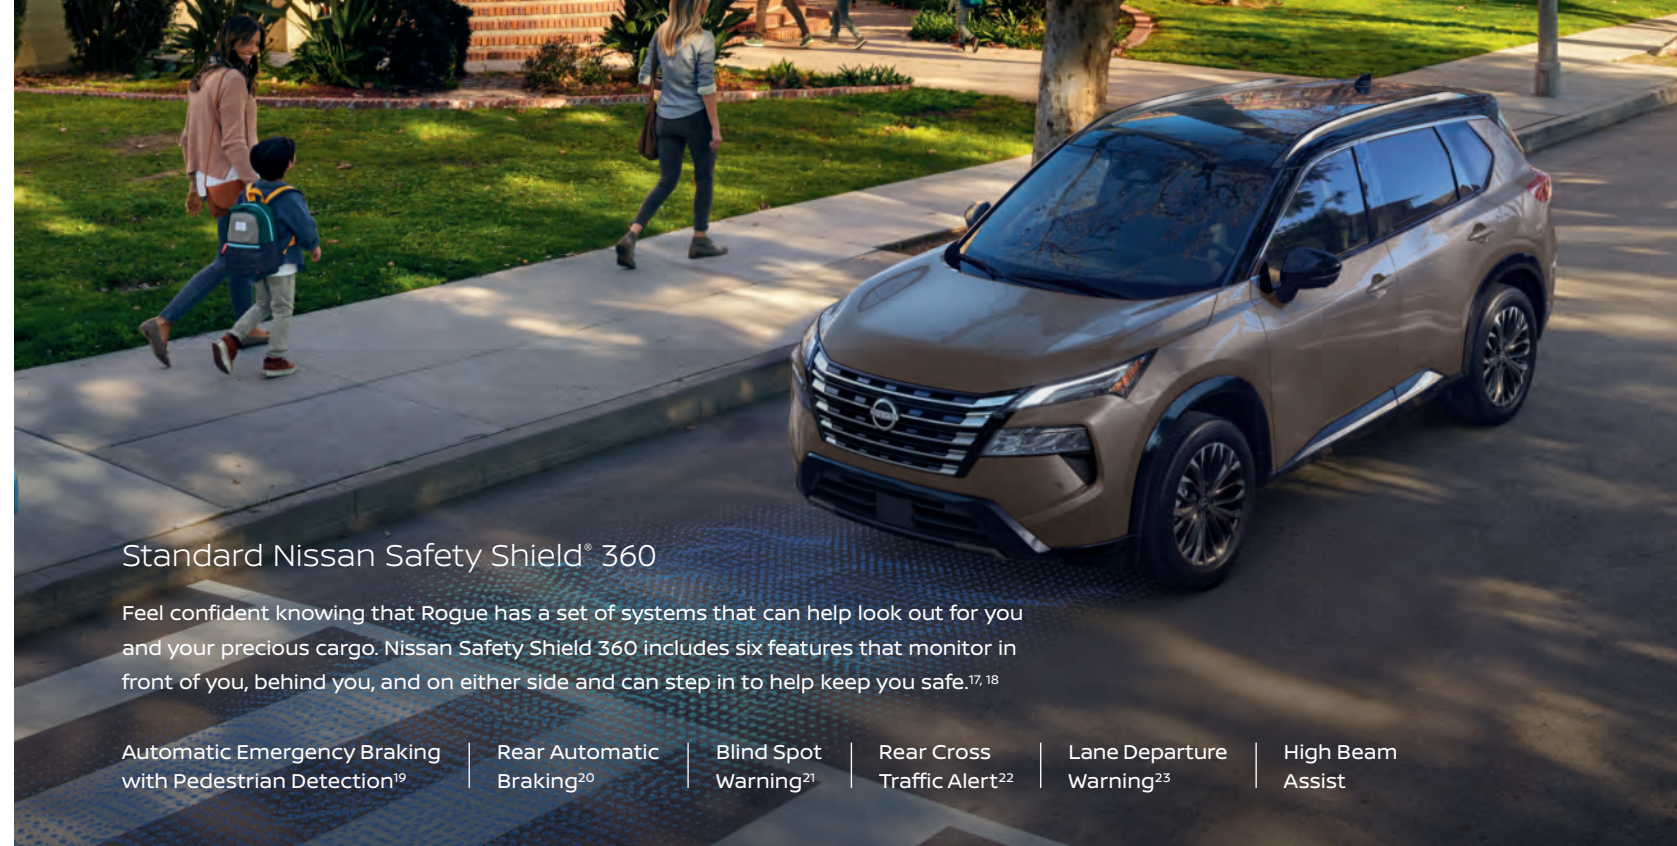 NISSAN
Standard Nissan Safety Shield® 360
Feel confident knowing that Rogue has a set of systems that can help look out for you
and your precious cargo. Nissan Safety Shield 360 includes six features that monitor in
front of you, behind you, and on either side and can step in to help keep you safe.17, 18
Automatic Emergency Braking
with Pedestrian Detection19
Rear Automatic
Braking20
Blind Spot
Warning21
Rear Cross
Traffic Alert22
Lane Departure
Warning23
High Beam
Assist